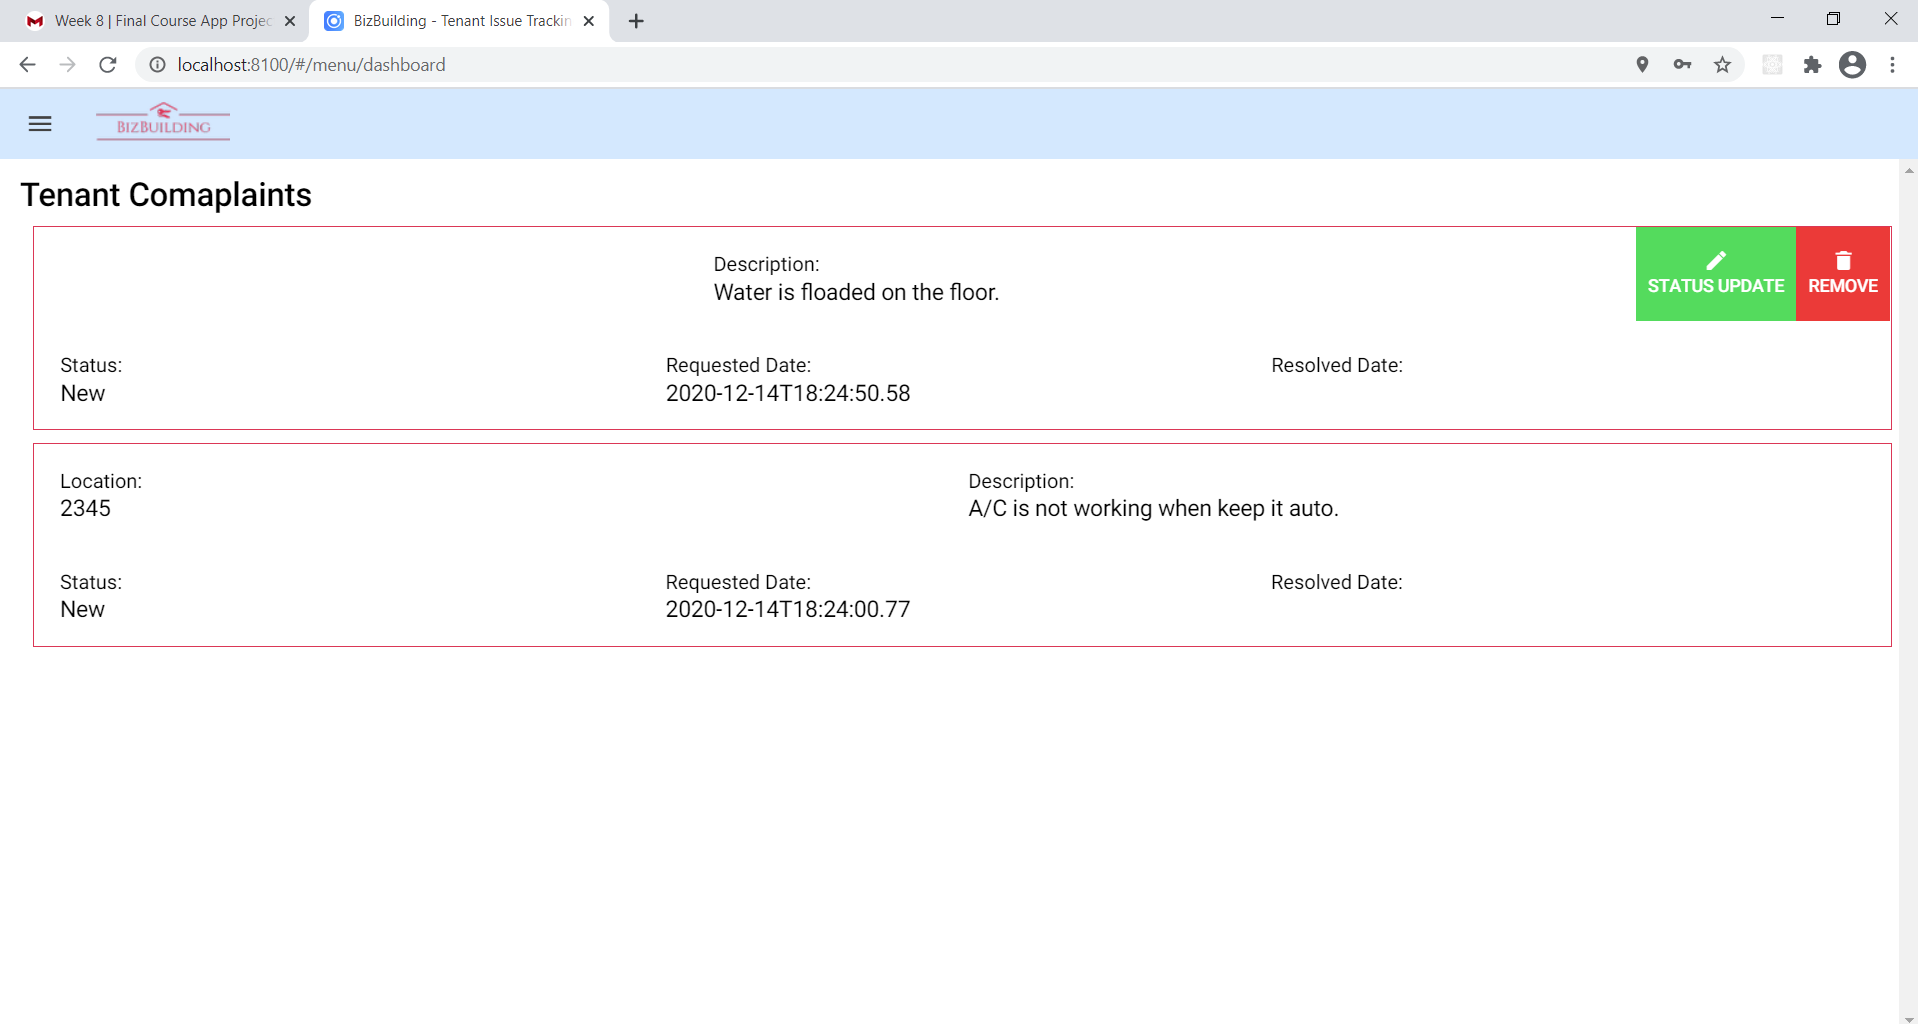 Week 8 | Final Course App Projec
BizBuilding - Tenant Issue Trackin
localhost:8100/#/menu/dashboard
BIZBUILDING
Tenant Comaplaints
Description:
Water is floaded on the floor.
STATUS UPDATE
REMOVE
Status:
New
Requested Date:
2020-12-14T18:24:50.58
Resolved Date:
Location:
2345
Description:
A/C is not working when keep it auto.
Status:
New
Requested Date:
2020-12-14T18:24:00.77
Resolved Date: